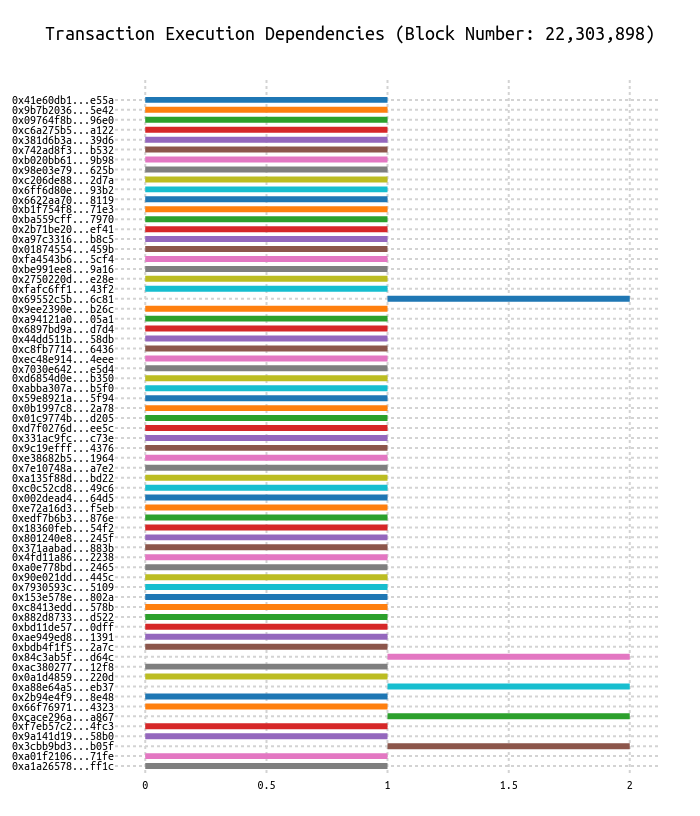 Transaction Execution Dependencies (Block Number: 22,303,898)
0x41e60db1...e55a
0x9b7b2036...5e42
0x09764f8b...96e0
0xc6a275b5...a122
0x381d6b3a...39d6
0x742ad8f3...b532
0xb020bb61...9b98
0x98e03e79...625b
0xc206de88...2d7a
0x6ff6d80e...93b2
0x6622aa70...8119
0xb1f754f8...71e3
0xba559cff...7970
0x2b71be20...ef41
0xa97c3316...b8c5
0x01874554...459b
0xfa4543b6...5cf4
0xbe991ee8...9a16
0x2750220d...e28e
0xfafc6ff1...43f2
0x69552c5b...6c81
0x9ee2390e...b26c
0xa94121a0...05a1
0x6897bd9a...d7d4
0x44dd511b...58db
0xc8fb7714...6436
0xec48e914...4eee
0x7030e642...e5d4
0xd6854d0e...b350
0xabba307a...b5f0
0x59e8921a...5f94
0x0b1997c8...2a78
0x01c9774b...d205
0xd7f0276d...ee5c
0x331ac9fc...c73e
0x9c19efff...4376
0xe38682b5...1964
0x7e10748a...a7e2
0xa135f88d...bd22
0xc0c52cd8...49c6
0x002dead4...64d5
0xe72a16d3...f5eb
0xedf7b6b3...876e
0x18360feb...54f2
0x801240e8...245f
0x371aabad...883b
0x4fd11a86...2238
0xa0e778bd...2465
0x90e021dd...445c
0x7930593c...5109
0x153e578e...802a
0xc8413edd...578b
0x882d8733...d522
0xbd11de57...0dff
0xae949ed8...1391
0xbdb4f1f5...2a7c
0x84c3ab5f...d64c
0xac380277...12f8
0x0a1d4859...220d
0xa88e64a5...eb37
0x2b94e4f9...8e48
0x66f76971...4323
0xcace296a...a867
0xf7eb57c2...4fc3
0x9a141d19...58b0
0x3cbb9bd3...b05f
0xa01f2106...71fe
0xa1a26578...ff1c
0 0.5 1 1.5 2